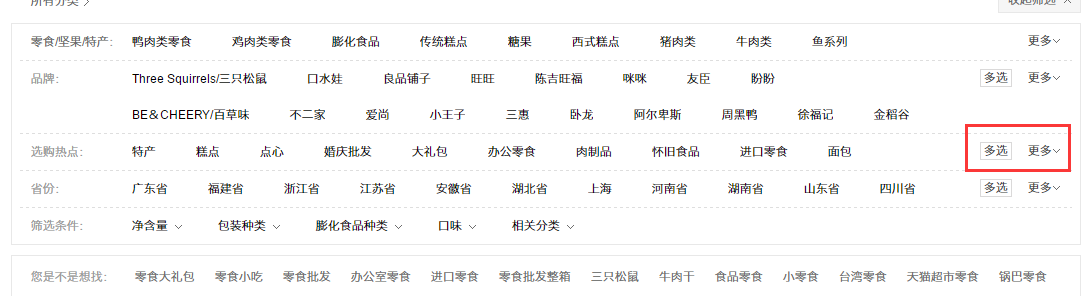 所有分类
收起筛选
零食/坚果/特产: 鸭肉类零食 鸡肉类零食 膨化食品 传统糕点 糖果 西式糕点 猪肉类 牛肉类 鱼系列 更多
品牌: Three Squirrels/三只松鼠 口水娃 良品铺子 旺旺 陈吉旺福 咪咪 友臣 盼盼 多选 更多
BE＆CHEERY/百草味 不二家 爱尚 小王子 三惠 卧龙 阿尔卑斯 周黑鸭 徐福记 金稻谷
选购热点: 特产 糕点 点心 婚庆批发 大礼包 办公零食 肉制品 怀旧食品 进口零食 面包 多选 更多
省份: 广东省 福建省 浙江省 江苏省 安徽省 湖北省 上海 河南省 湖南省 山东省 四川省 多选 更多
筛选条件: 净含量 包装种类 膨化食品种类 口味 相关分类
您是不是想找: 零食大礼包 零食小吃 零食批发 办公室零食 进口零食 零食批发整箱 三只松鼠 牛肉干 食品零食 小零食 台湾零食 天猫超市零食 锅巴零食